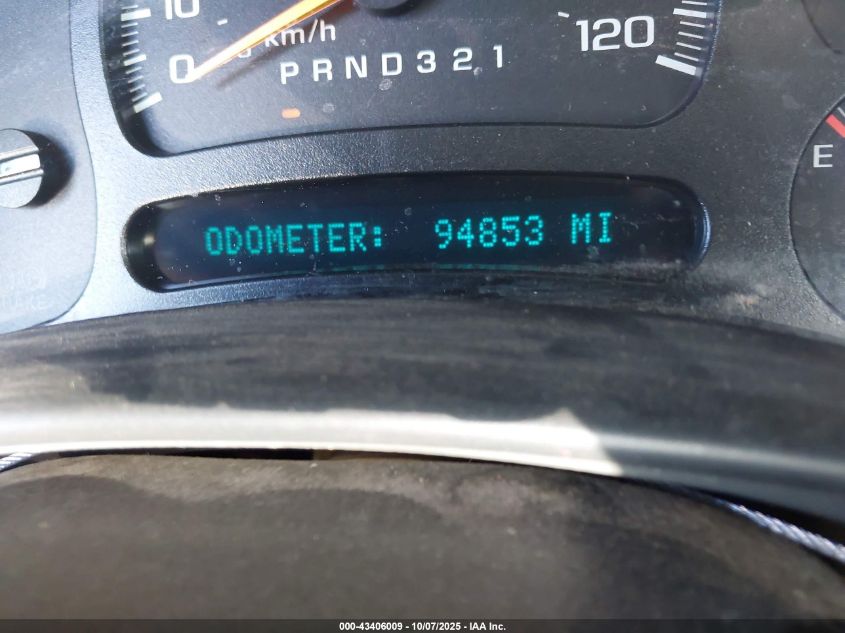 10
km/h
120
0
PRND321
E
ODOMETER: 94853 MI
000-43406009 - 10/07/2025 - IAA Inc.